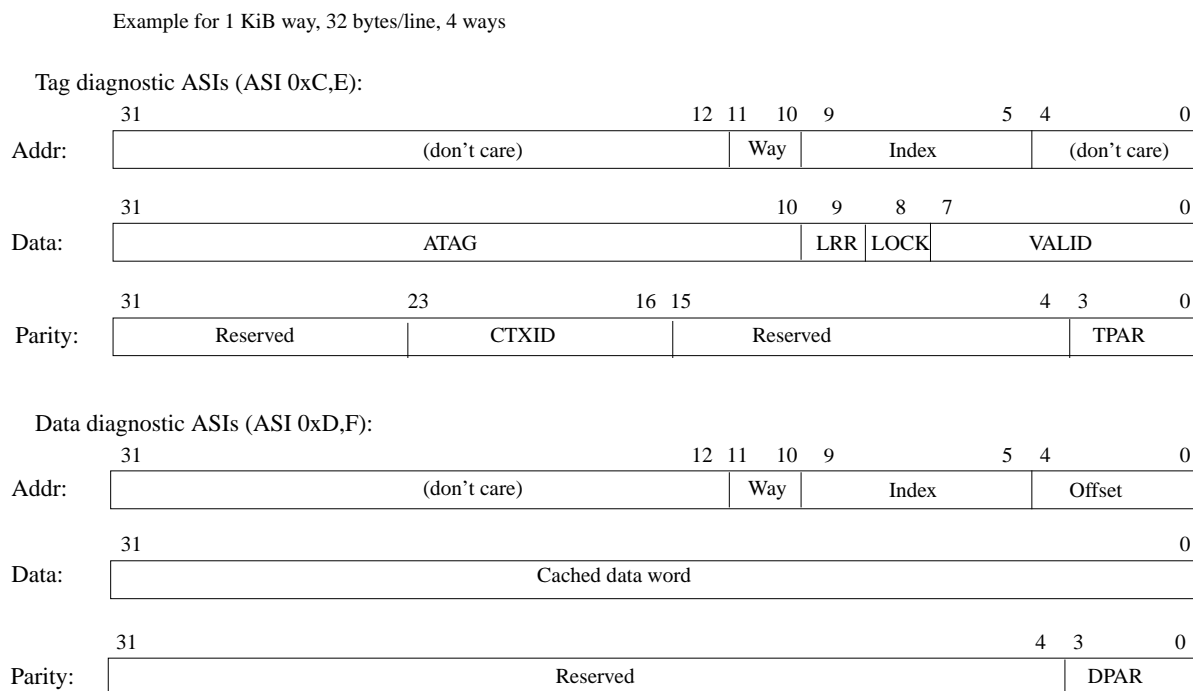 Example for 1 KiB way, 32 bytes/line, 4 ways
Tag diagnostic ASIs (ASI 0xC,E):
31 12 11 10 9 5 4 0
Addr: (don't care) Way Index (don't care)
31 10 9 8 7 0
Data: ATAG LRR LOCK VALID
31 23 16 15 4 3 0
Parity: Reserved CTXID Reserved TPAR
Data diagnostic ASIs (ASI 0xD,F):
31 12 11 10 9 5 4 0
Addr: (don't care) Way Index Offset
31 0
Data: Cached data word
31 4 3 0
Parity: Reserved DPAR